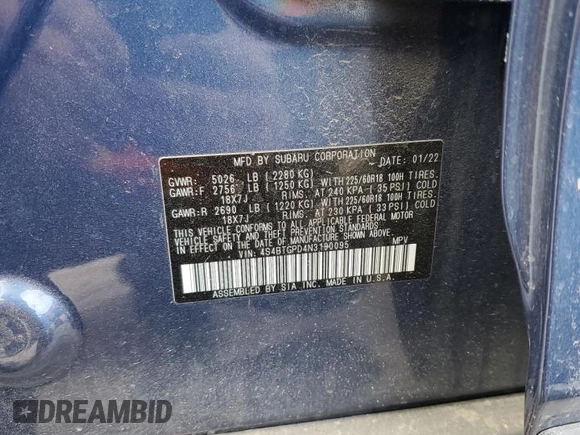 MFD BY SUBARU CORPORATION DATE: 01/22
GVWR: 5026 LB (2280 KG)
GAWR:F 2756 LB (1250 KG) WITH 225/60R18 100H TIRES.
18X7J RIMS. AT 240 KPA (35 PSI) COLD
GAWR:R 2690 LB (1220 KG) WITH 225/60R18 100H TIRES.
18X7J RIMS. AT 230 KPA (33 PSI) COLD
THIS VEHICLE CONFORMS TO ALL APPLICABLE FEDERAL MOTOR
VEHICLE SAFETY AND THEFT PREVENTION STANDARDS
IN EFFECT ON THE DATE OF MANUFACTURE SHOWN ABOVE.
VIN: 4S4BTGPD4N3190095 MPV
ASSEMBLED BY SIA INC. MADE IN U.S.A.
DREAMBID